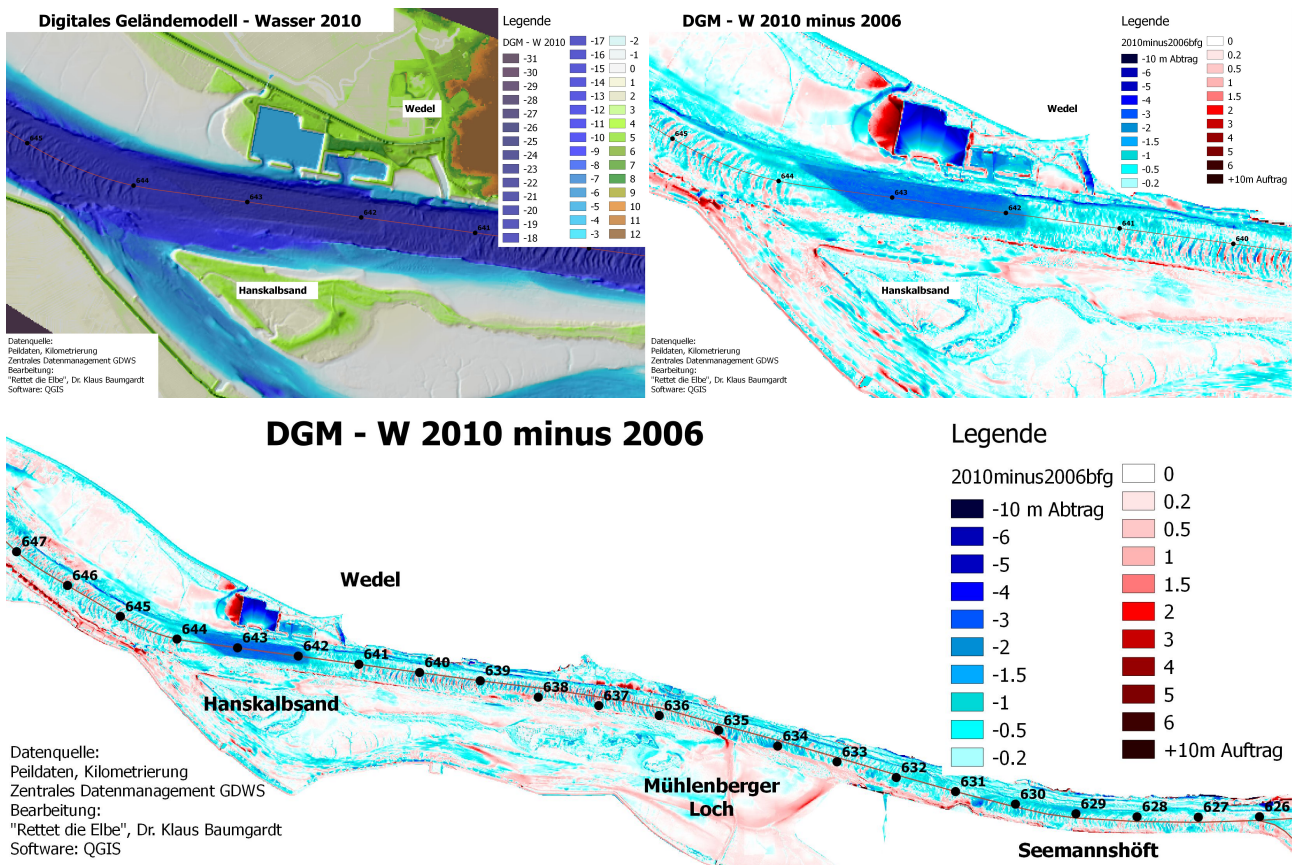 Digitales Geländemodell - Wasser 2010
Legende
DGM - W 2010
-31
-30
-29
-28
-27
-26
-25
-24
-23
-22
-21
-20
-19
-18
-17
-16
-15
-14
-13
-12
-11
-10
-9
-8
-7
-6
-5
-4
-3
-2
-1
0
1
2
3
4
5
6
7
8
9
10
11
12
Wedel
645
644
643
642
641
Hanskalbsand
Datenquelle:
Peildaten, Kilometrierung
Zentrales Datenmanagement GDWS
Bearbeitung:
"Rettet die Elbe", Dr. Klaus Baumgardt
Software: QGIS
DGM - W 2010 minus 2006
Legende
2010minus2006bfg
-10 m Abtrag
-6
-5
-4
-3
-2
-1.5
-1
-0.5
-0.2
0
0.2
0.5
1
1.5
2
3
4
5
6
+10m Auftrag
Wedel
645
644
643
642
641
640
Hanskalbsand
Datenquelle:
Peildaten, Kilometrierung
Zentrales Datenmanagement GDWS
Bearbeitung:
"Rettet die Elbe", Dr. Klaus Baumgardt
Software: QGIS
DGM - W 2010 minus 2006
Legende
2010minus2006bfg
-10 m Abtrag
-6
-5
-4
-3
-2
-1.5
-1
-0.5
-0.2
0
0.2
0.5
1
1.5
2
3
4
5
6
+10m Auftrag
647
646
645
644
643
642
641
640
639
638
637
636
635
634
633
632
631
630
629
628
627
626
Wedel
Hanskalbsand
Mühlenberger
Loch
Seemannshöft
Datenquelle:
Peildaten, Kilometrierung
Zentrales Datenmanagement GDWS
Bearbeitung:
"Rettet die Elbe", Dr. Klaus Baumgardt
Software: QGIS